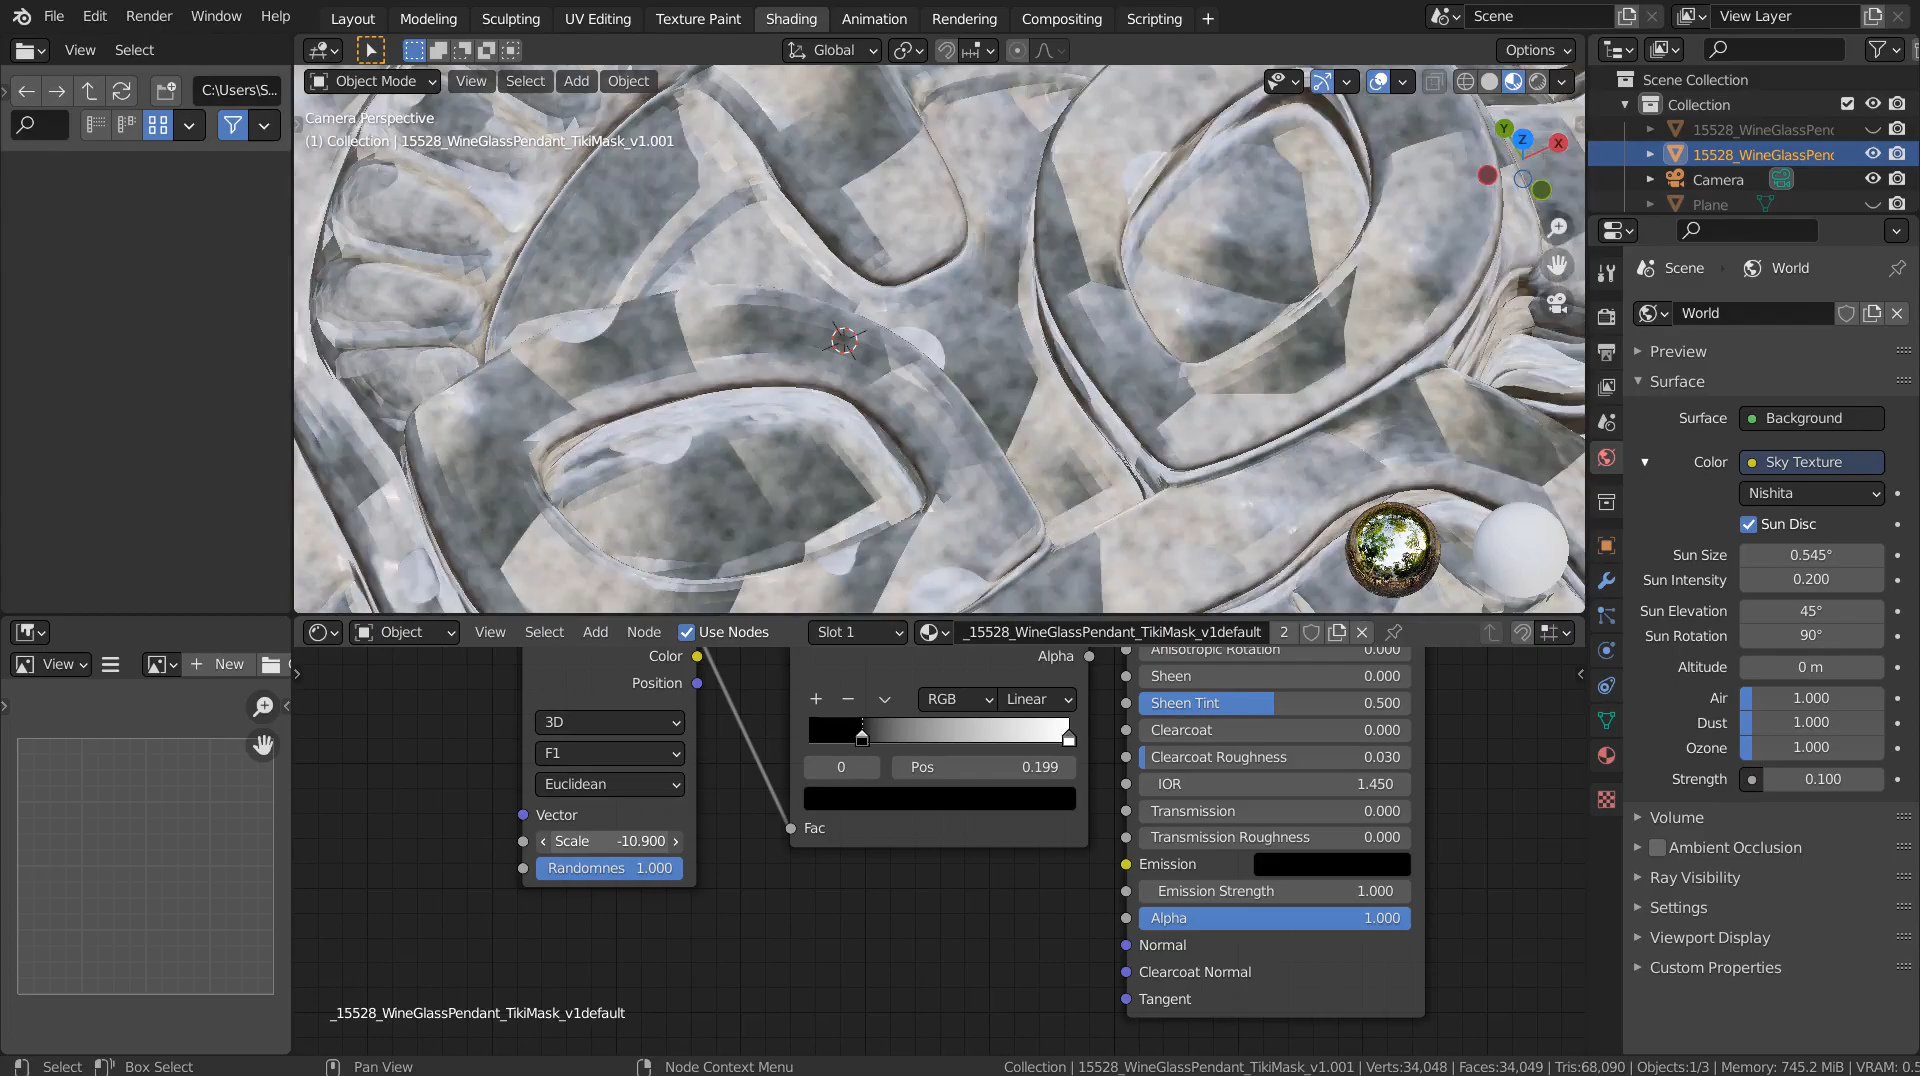 File Edit Render Window Help Layout Modeling Sculpting UV Editing Texture Paint Shading Animation Rendering Compositing Scripting Scene View Layer
View Select Global Options
C:\Users\S... Object Mode View Select Add Object Scene Collection
Collection
Camera Perspective
(1) Collection | 15528_WineGlassPendant_TikiMask_v1.001
15528_WineGlassPend
15528_WineGlassPend
Camera
Plane
Y
Z
X
Scene World
World
Preview
Surface
Surface Background
Color Sky Texture
Nishita
Sun Disc
Sun Size 0.545°
Sun Intensity 0.200
Sun Elevation 45°
Sun Rotation 90°
Altitude 0 m
Air 1.000
Dust 1.000
Ozone 1.000
Strength 0.100
Volume
Ambient Occlusion
Ray Visibility
Settings
Viewport Display
Custom Properties
Object View Select Add Node Use Nodes Slot 1 _15528_WineGlassPendant_TikiMask_v1default 2
View New
Color
Position
3D
F1
Euclidean
Vector
Scale -10.900
Randomnes 1.000
Alpha
RGB Linear
0 Pos 0.199
Fac
Anisotropic Rotation 0.000
Sheen 0.000
Sheen Tint 0.500
Clearcoat 0.000
Clearcoat Roughness 0.030
IOR 1.450
Transmission 0.000
Transmission Roughness 0.000
Emission
Emission Strength 1.000
Alpha 1.000
Normal
Clearcoat Normal
Tangent
_15528_WineGlassPendant_TikiMask_v1default
Select Box Select Pan View Node Context Menu Collection | 15528_WineGlassPendant_TikiMask_v1.001 | Verts:34,048 | Faces:34,049 | Tris:68,090 | Objects:1/3 | Memory: 745.2 MiB | VRAM: 0.5